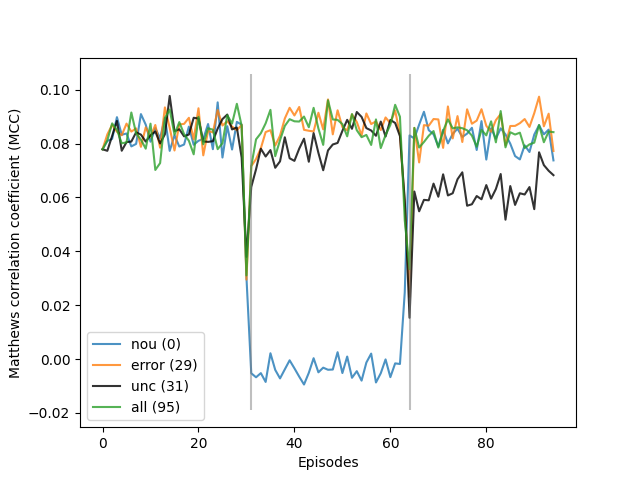 Matthews correlation coefficient (MCC)
0.10
0.08
0.06
0.04
0.02
0.00
−0.02
nou (0)
error (29)
unc (31)
all (95)
0
20
40
60
80
Episodes